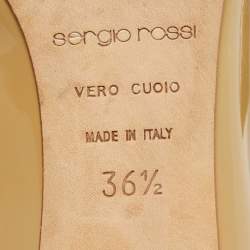 sergio rossi
VERO CUOIO
MADE IN ITALY
36½